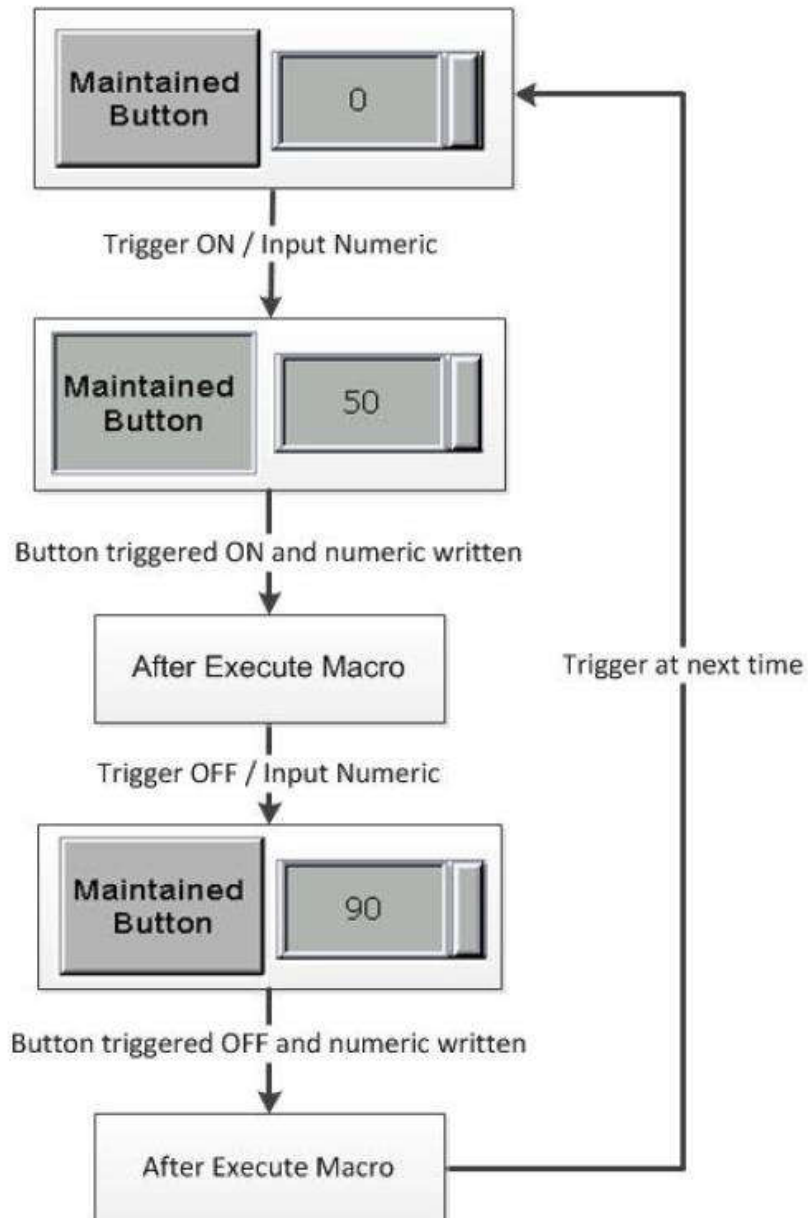 Maintained
Button
0
Trigger ON / Input Numeric
Maintained
Button
50
Button triggered ON and numeric written
After Execute Macro
Trigger at next time
Trigger OFF / Input Numeric
Maintained
Button
90
Button triggered OFF and numeric written
After Execute Macro